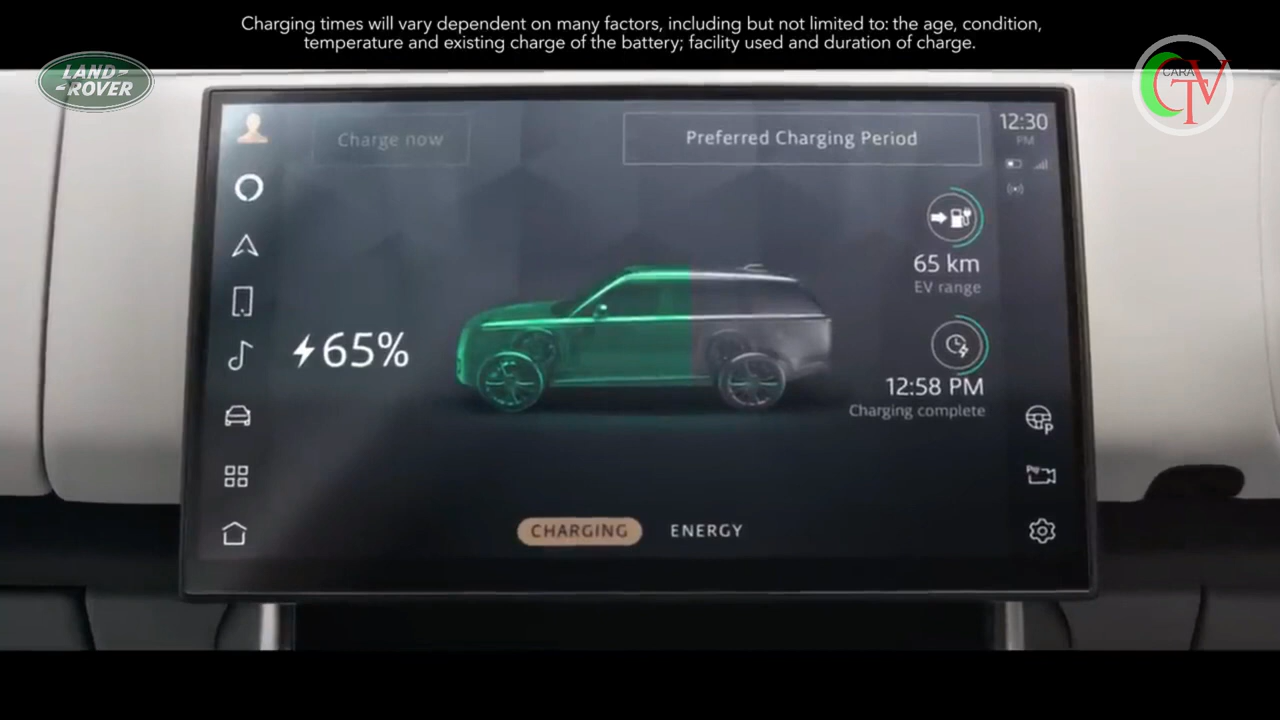 Charging times will vary dependent on many factors, including but not limited to: the age, condition,
temperature and existing charge of the battery; facility used and duration of charge.
LAND-
-ROVER
CARA
CTV
Charge now
Preferred Charging Period
12:30
PM
65 km
EV range
65%
12:58 PM
Charging complete
P
CHARGING
ENERGY